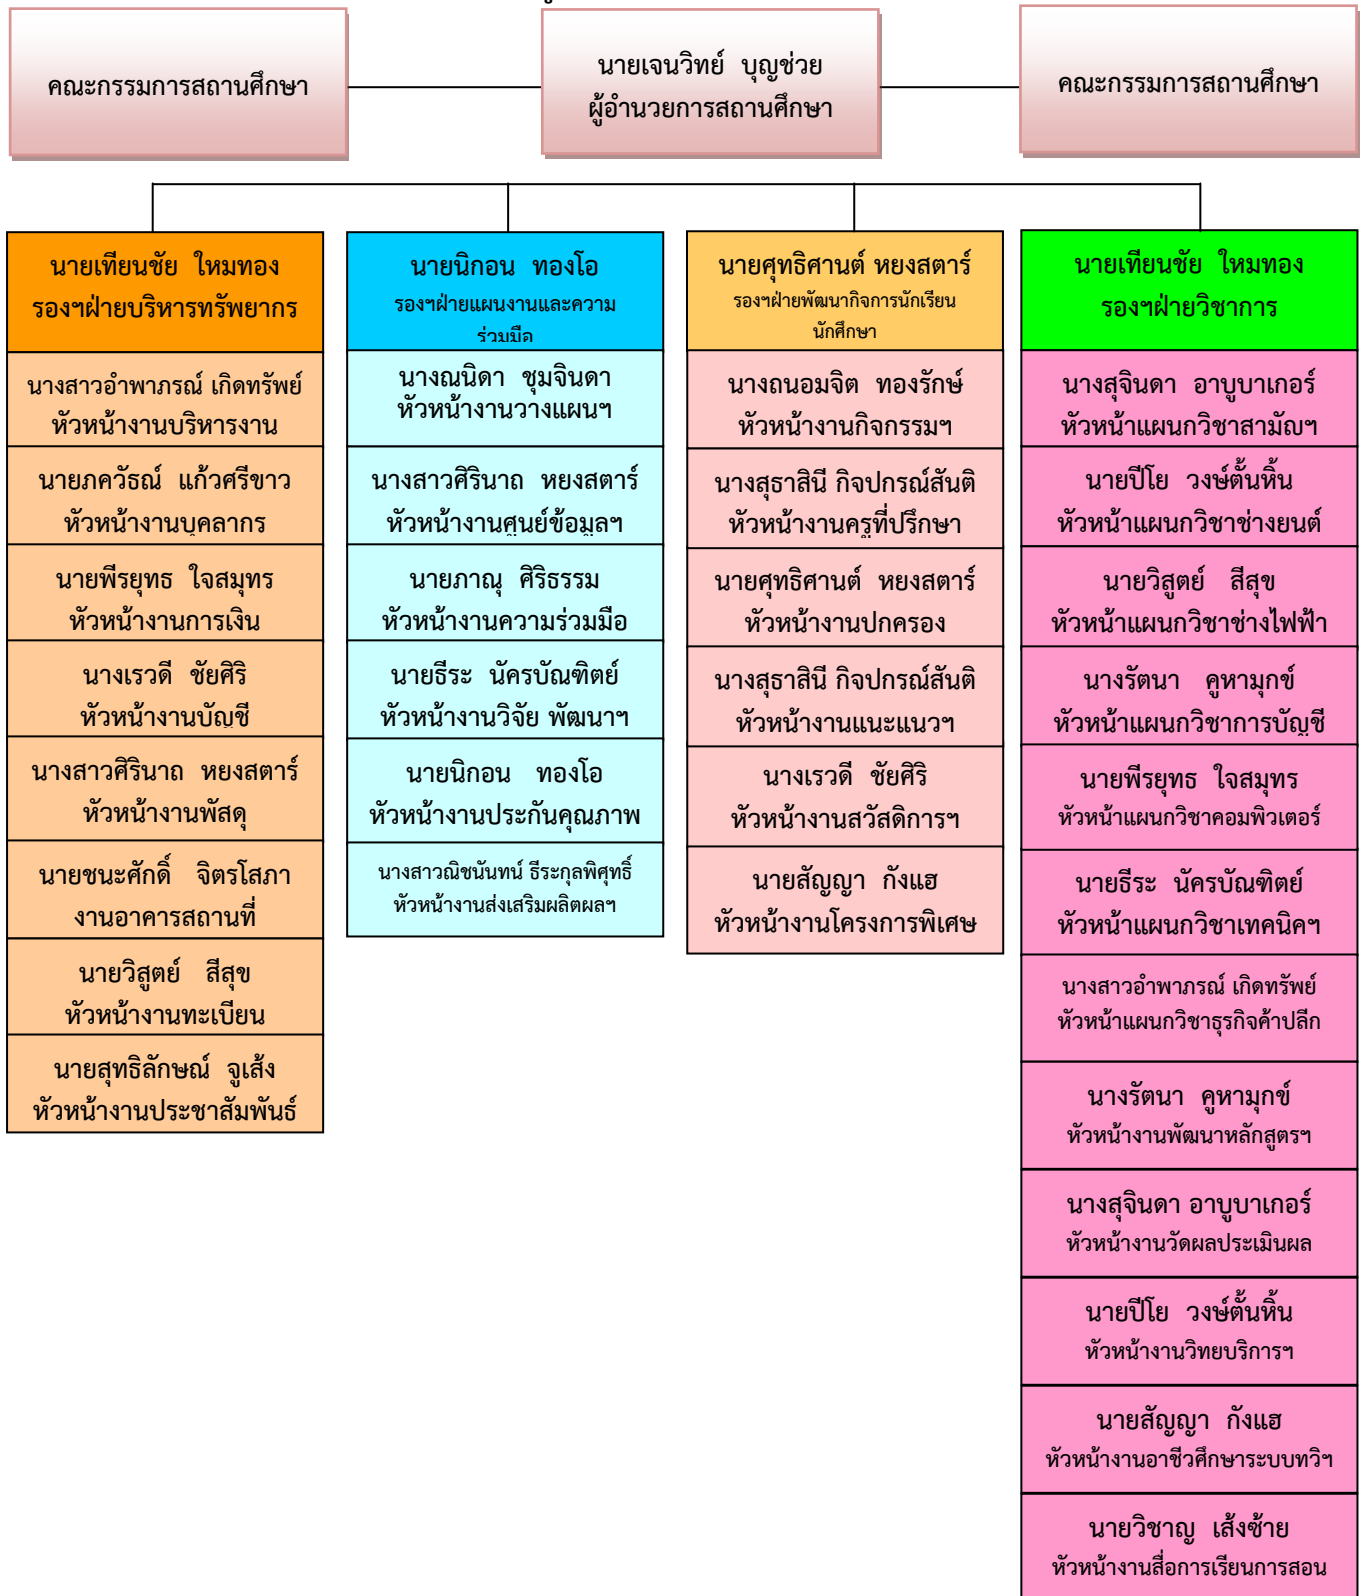 คณะกรรมการสถานศึกษา
นายเจนวิทย์ บุญช่วย
ผู้อำนวยการสถานศึกษา
คณะกรรมการสถานศึกษา
นายเทียนชัย ใหมทอง
รองฯฝ่ายบริหารทรัพยากร
นางสาวอำพาภรณ์ เกิดทรัพย์
หัวหน้างานบริหารงาน
นายภควัธณ์ แก้วศรีขาว
หัวหน้างานบุคลากร
นายพีรยุทธ ใจสมุทร
หัวหน้างานการเงิน
นางเรวดี ชัยศิริ
หัวหน้างานบัญชี
นางสาวศิรินาถ หยงสตาร์
หัวหน้างานพัสดุ
นายชนะศักดิ์ จิตรโสภา
งานอาคารสถานที่
นายวิสูตย์ สีสุข
หัวหน้างานทะเบียน
นายสุทธิลักษณ์ จูเส้ง
หัวหน้างานประชาสัมพันธ์
นายนิกอน ทองโอ
รองฯฝ่ายแผนงานและความ
ร่วมมือ
นางณนิดา ชุมจินดา
หัวหน้างานวางแผนฯ
นางสาวศิรินาถ หยงสตาร์
หัวหน้างานศูนย์ข้อมูลฯ
นายภาณุ ศิริธรรม
หัวหน้างานความร่วมมือ
นายธีระ นัครบัณฑิตย์
หัวหน้างานวิจัย พัฒนาฯ
นายนิกอน ทองโอ
หัวหน้างานประกันคุณภาพ
นางสาวณิชนันทน์ ธีระกุลพิศุทธิ์
หัวหน้างานส่งเสริมผลิตผลฯ
นายศุทธิศานต์ หยงสตาร์
รองฯฝ่ายพัฒนากิจการนักเรียน
นักศึกษา
นางถนอมจิต ทองรักษ์
หัวหน้างานกิจกรรมฯ
นางสุธาสินี กิจปกรณ์สันติ
หัวหน้างานครูที่ปรึกษา
นายศุทธิศานต์ หยงสตาร์
หัวหน้างานปกครอง
นางสุธาสินี กิจปกรณ์สันติ
หัวหน้างานแนะแนวฯ
นางเรวดี ชัยศิริ
หัวหน้างานสวัสดิการฯ
นายสัญญา กังแฮ
หัวหน้างานโครงการพิเศษ
นายเทียนชัย ใหมทอง
รองฯฝ่ายวิชาการ
นางสุจินดา อาบูบาเกอร์
หัวหน้าแผนกวิชาสามัญฯ
นายปิโย วงษ์ตั้นหิ้น
หัวหน้าแผนกวิชาช่างยนต์
นายวิสูตย์ สีสุข
หัวหน้าแผนกวิชาช่างไฟฟ้า
นางรัตนา คูหามุกข์
หัวหน้าแผนกวิชาการบัญชี
นายพีรยุทธ ใจสมุทร
หัวหน้าแผนกวิชาคอมพิวเตอร์
นายธีระ นัครบัณฑิตย์
หัวหน้าแผนกวิชาเทคนิคฯ
นางสาวอำพาภรณ์ เกิดทรัพย์
หัวหน้าแผนกวิชาธุรกิจค้าปลีก
นางรัตนา คูหามุกข์
หัวหน้างานพัฒนาหลักสูตรฯ
นางสุจินดา อาบูบาเกอร์
หัวหน้างานวัดผลประเมินผล
นายปิโย วงษ์ตั้นหิ้น
หัวหน้างานวิทยบริการฯ
นายสัญญา กังแฮ
หัวหน้างานอาชีวศึกษาระบบทวิฯ
นายวิชาญ เส้งซ้าย
หัวหน้างานสื่อการเรียนการสอน